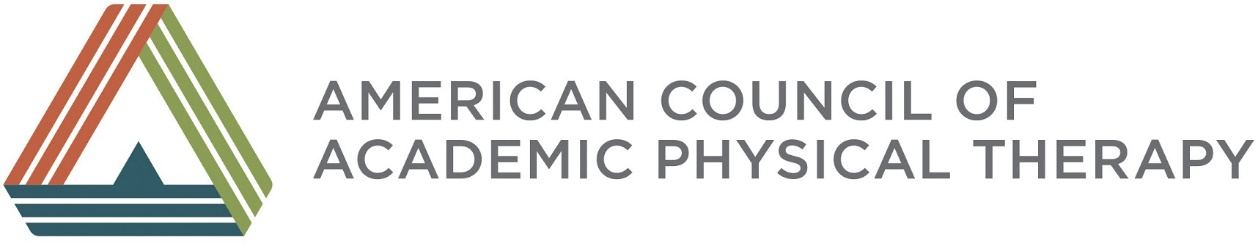 AMERICAN COUNCIL OF
ACADEMIC PHYSICAL THERAPY